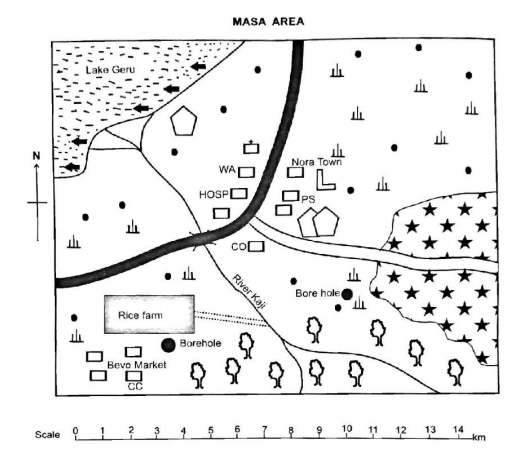 MASA AREA
Lake Geru
N
WA
Nora Town
HOSP
PS
CO
River Kaji
Bore hole
Rice farm
Borehole
Bevo Market
CC
Scale 0 1 2 3 4 5 6 7 8 9 10 11 12 13 14 km